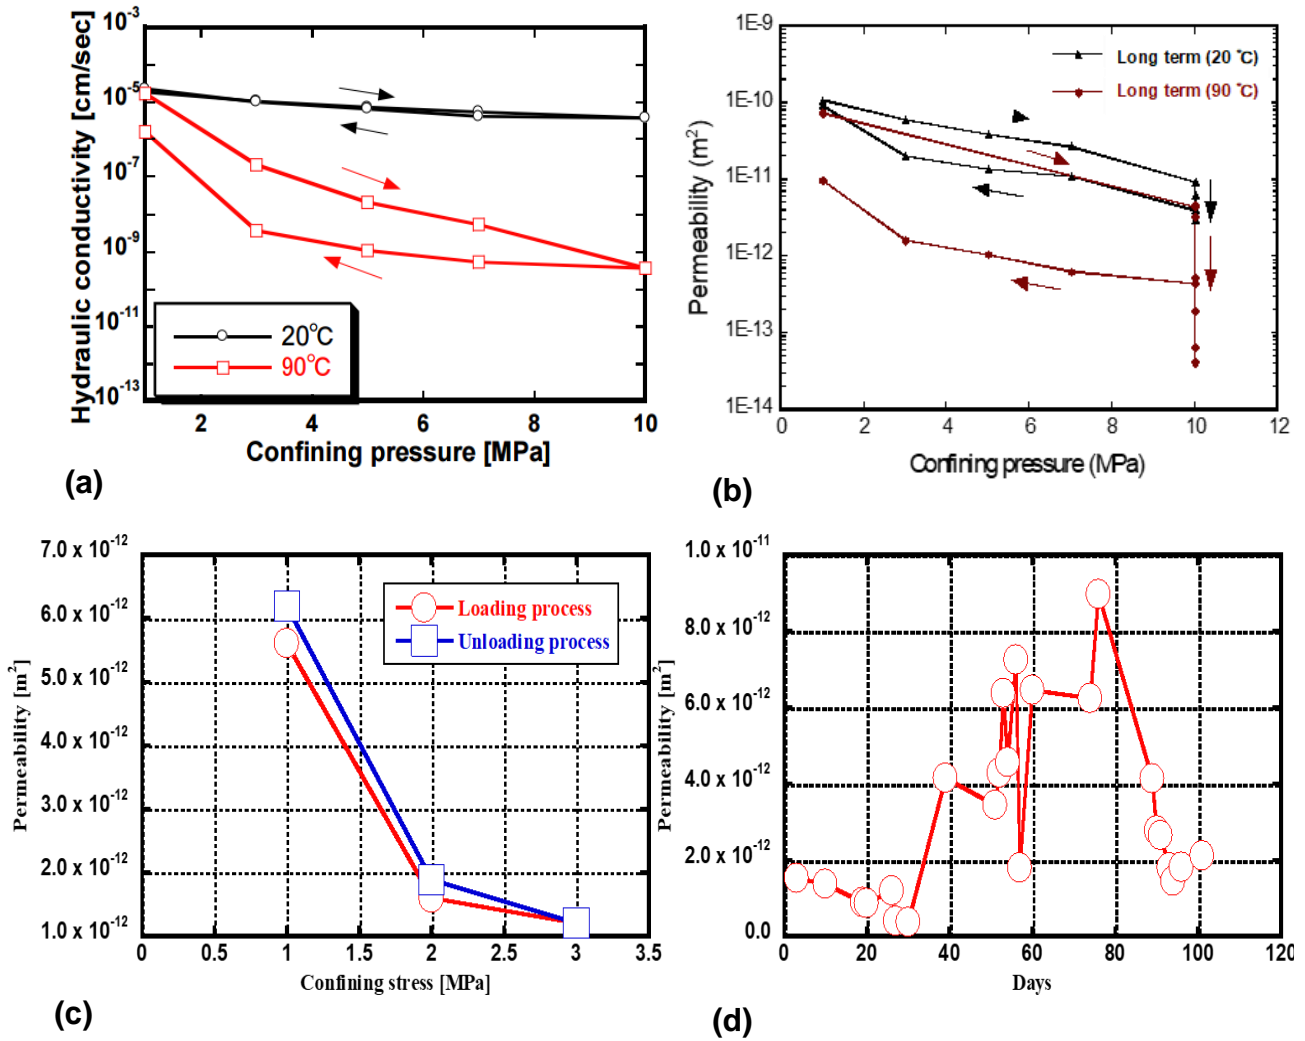 10^-3
10^-5
10^-7
10^-9
10^-11
10^-13
Hydraulic conductivity [cm/sec]
20°C
90°C
2 4 6 8 10
Confining pressure [MPa]
(a)
1E-9
1E-10
1E-11
1E-12
1E-13
1E-14
Permeability (m²)
Long term (20 °C)
Long term (90 °C)
0 2 4 6 8 10 12
Confining pressure (MPa)
(b)
7.0 x 10^-12
6.0 x 10^-12
5.0 x 10^-12
4.0 x 10^-12
3.0 x 10^-12
2.0 x 10^-12
1.0 x 10^-12
Permeability [m²]
Loading process
Unloading process
0 0.5 1 1.5 2 2.5 3 3.5
Confining stress [MPa]
(c)
1.0 x 10^-11
8.0 x 10^-12
6.0 x 10^-12
4.0 x 10^-12
2.0 x 10^-12
0.0
Permeability [m²]
0 20 40 60 80 100 120
Days
(d)